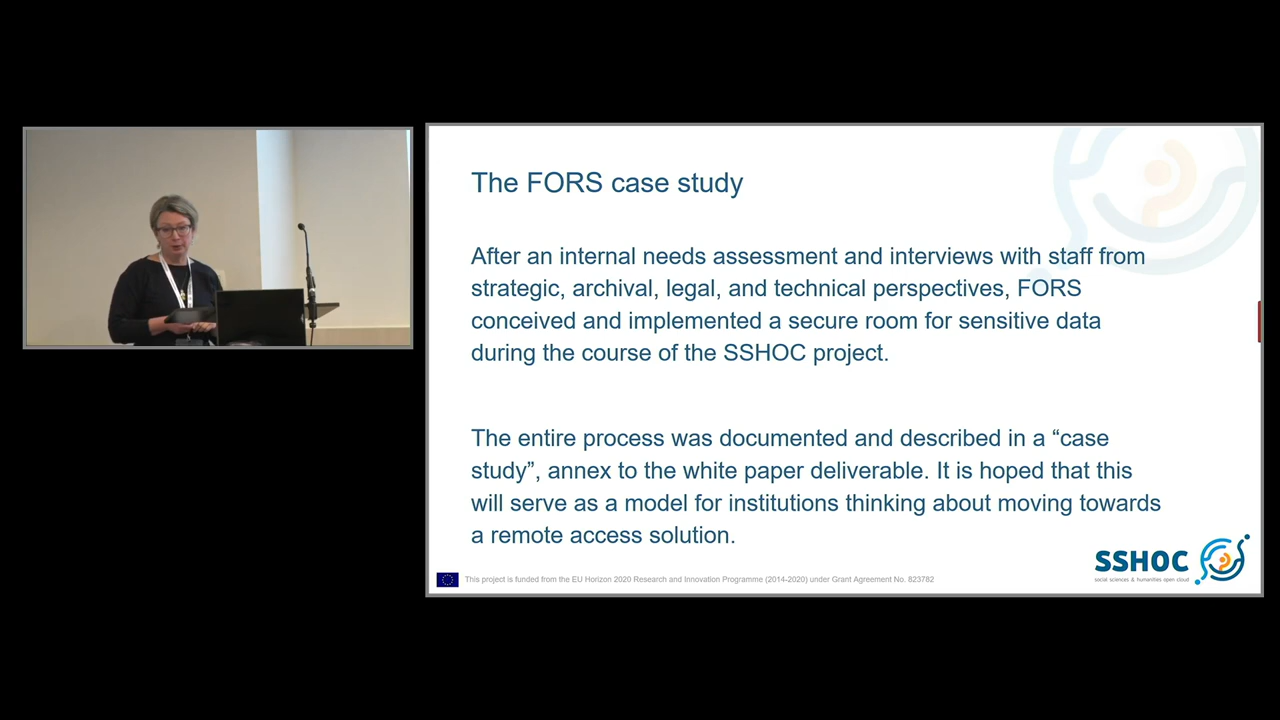 The FORS case study
After an internal needs assessment and interviews with staff from
strategic, archival, legal, and technical perspectives, FORS
conceived and implemented a secure room for sensitive data
during the course of the SSHOC project.
The entire process was documented and described in a “case
study”, annex to the white paper deliverable. It is hoped that this
will serve as a model for institutions thinking about moving towards
a remote access solution.
SSHOC
social sciences & humanities open cloud
This project is funded from the EU Horizon 2020 Research and Innovation Programme (2014-2020) under Grant Agreement No. 823782